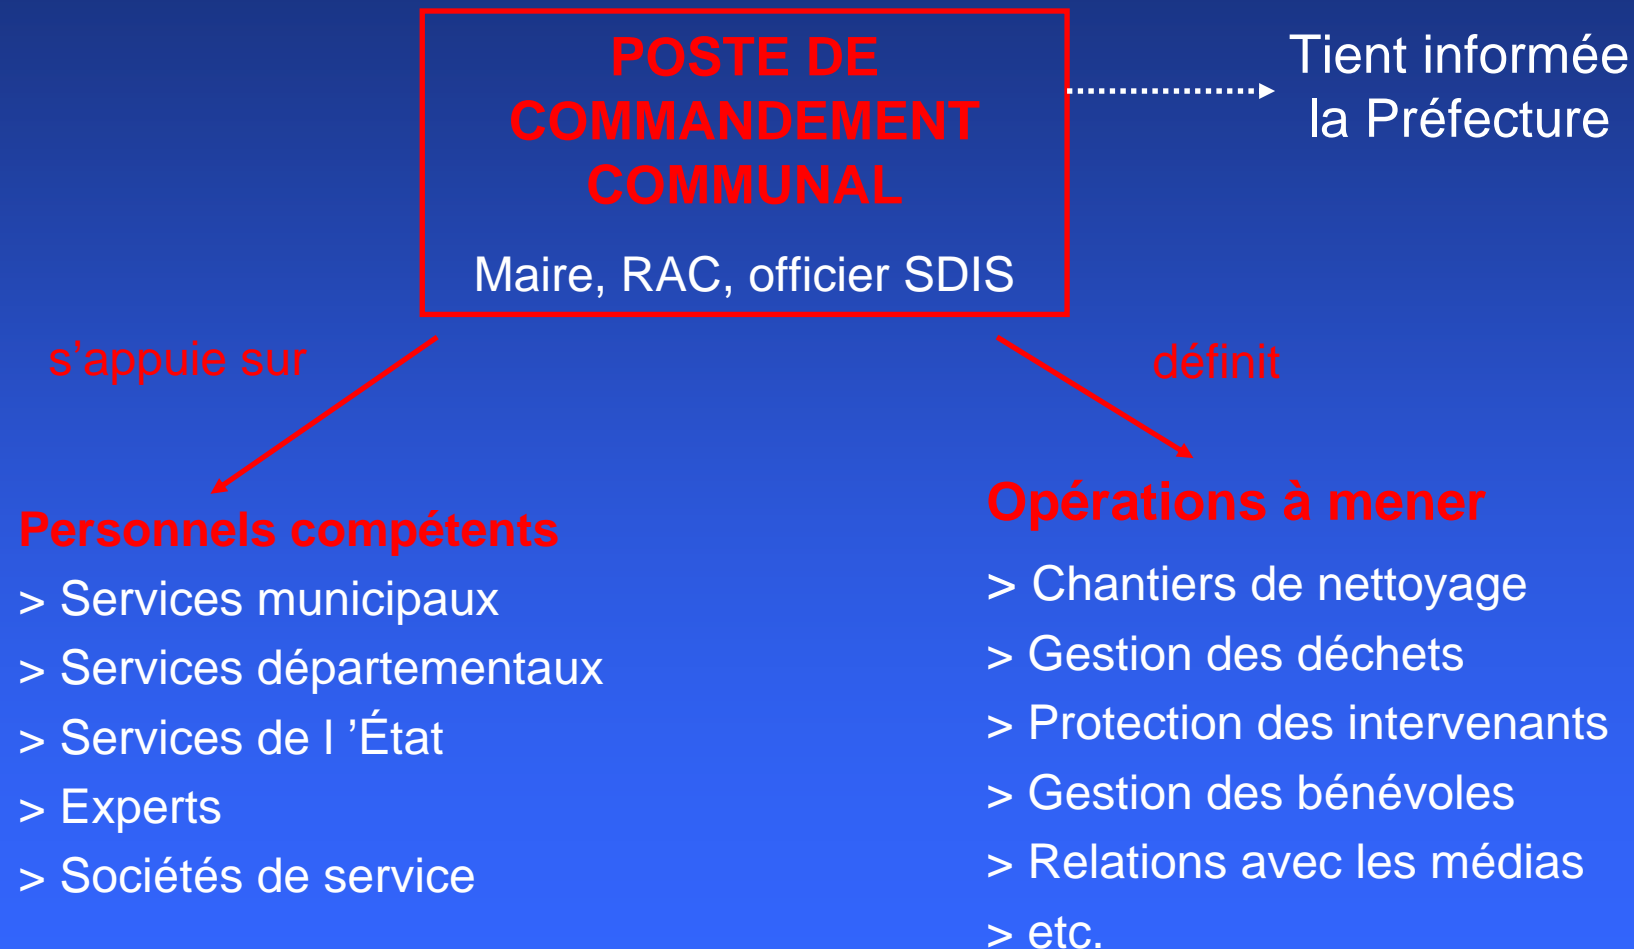 POSTE DE
COMMANDEMENT
COMMUNAL
Maire, RAC, officier SDIS
Tient informée
la Préfecture
s’appuie sur
définit
Personnels compétents
> Services municipaux
> Services départementaux
> Services de l ’État
> Experts
> Sociétés de service
Opérations à mener
> Chantiers de nettoyage
> Gestion des déchets
> Protection des intervenants
> Gestion des bénévoles
> Relations avec les médias
> etc.